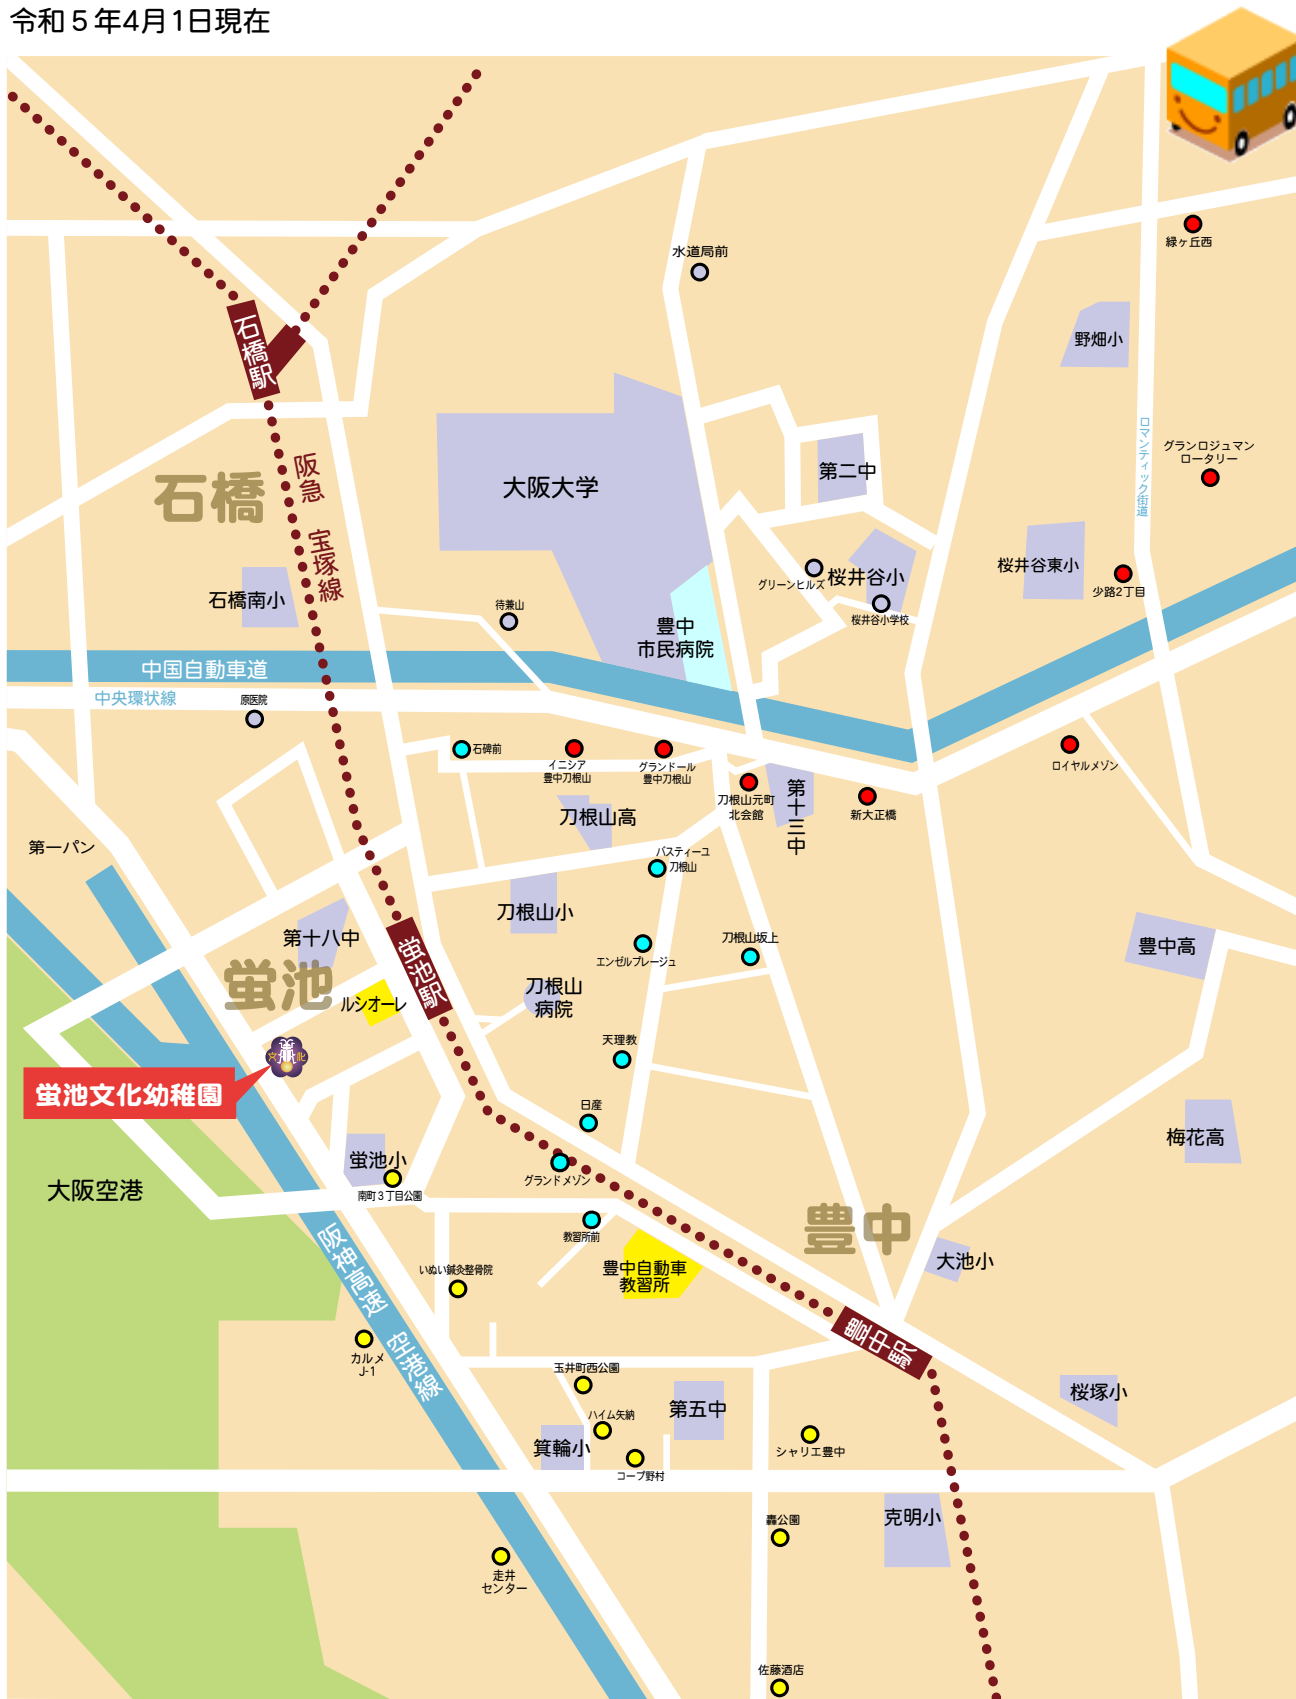 令和５年4月1日現在
水道局前
緑ヶ丘西
石橋駅
野畑小
ロマンティック街道
グランロジュマン
ロータリー
阪急 宝塚線
石橋
大阪大学
第二中
グリーンヒルズ
桜井谷小
桜井谷小学校
桜井谷東小
少路2丁目
石橋南小
待兼山
豊中
市民病院
中国自動車道
中央環状線
原医院
石碑前
イニシア
豊中刀根山
グランドール
豊中刀根山
刀根山元町
北会館
第十三中
新大正橋
ロイヤルメゾン
刀根山高
第一パン
パスティーユ
刀根山
刀根山小
第十八中
蛍池駅
エンゼルプレージュ
刀根山坂上
豊中高
蛍池
ルシオーレ
刀根山
病院
天理教
文
化
蛍池文化幼稚園
日産
梅花高
蛍池小
グランドメゾン
大阪空港
南町３丁目公園
教習所前
豊中
阪神高速 空港線
いぬい鍼灸整骨院
豊中自動車
教習所
大池小
カルメ
J-1
豊中駅
玉井町西公園
桜塚小
ハイム矢納
第五中
箕輪小
シャリエ豊中
コープ野村
轟公園
克明小
走井
センター
佐藤酒店